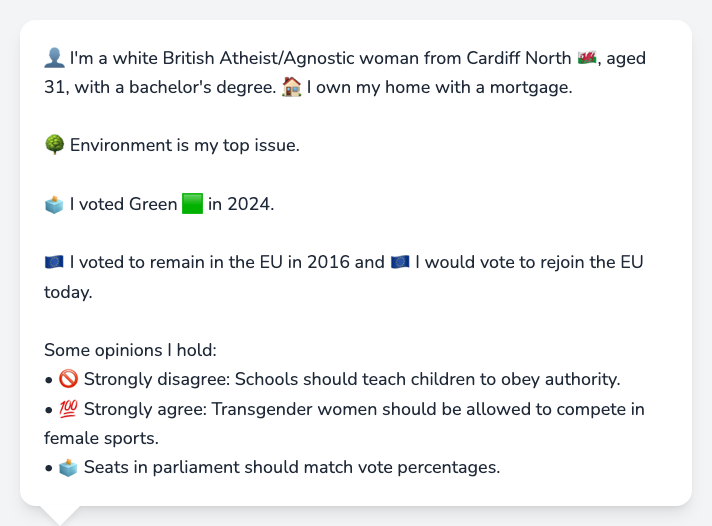 👤 I'm a white British Atheist/Agnostic woman from Cardiff North 🏴󠁧󠁢󠁷󠁬󠁳󠁿, aged
31, with a bachelor's degree. 🏠 I own my home with a mortgage.
🌳 Environment is my top issue.
🗳️ I voted Green 🟩 in 2024.
🇪🇺 I voted to remain in the EU in 2016 and 🇪🇺 I would vote to rejoin the EU
today.
Some opinions I hold:
• 🚫 Strongly disagree: Schools should teach children to obey authority.
• 💯 Strongly agree: Transgender women should be allowed to compete in
female sports.
• 🗳️ Seats in parliament should match vote percentages.